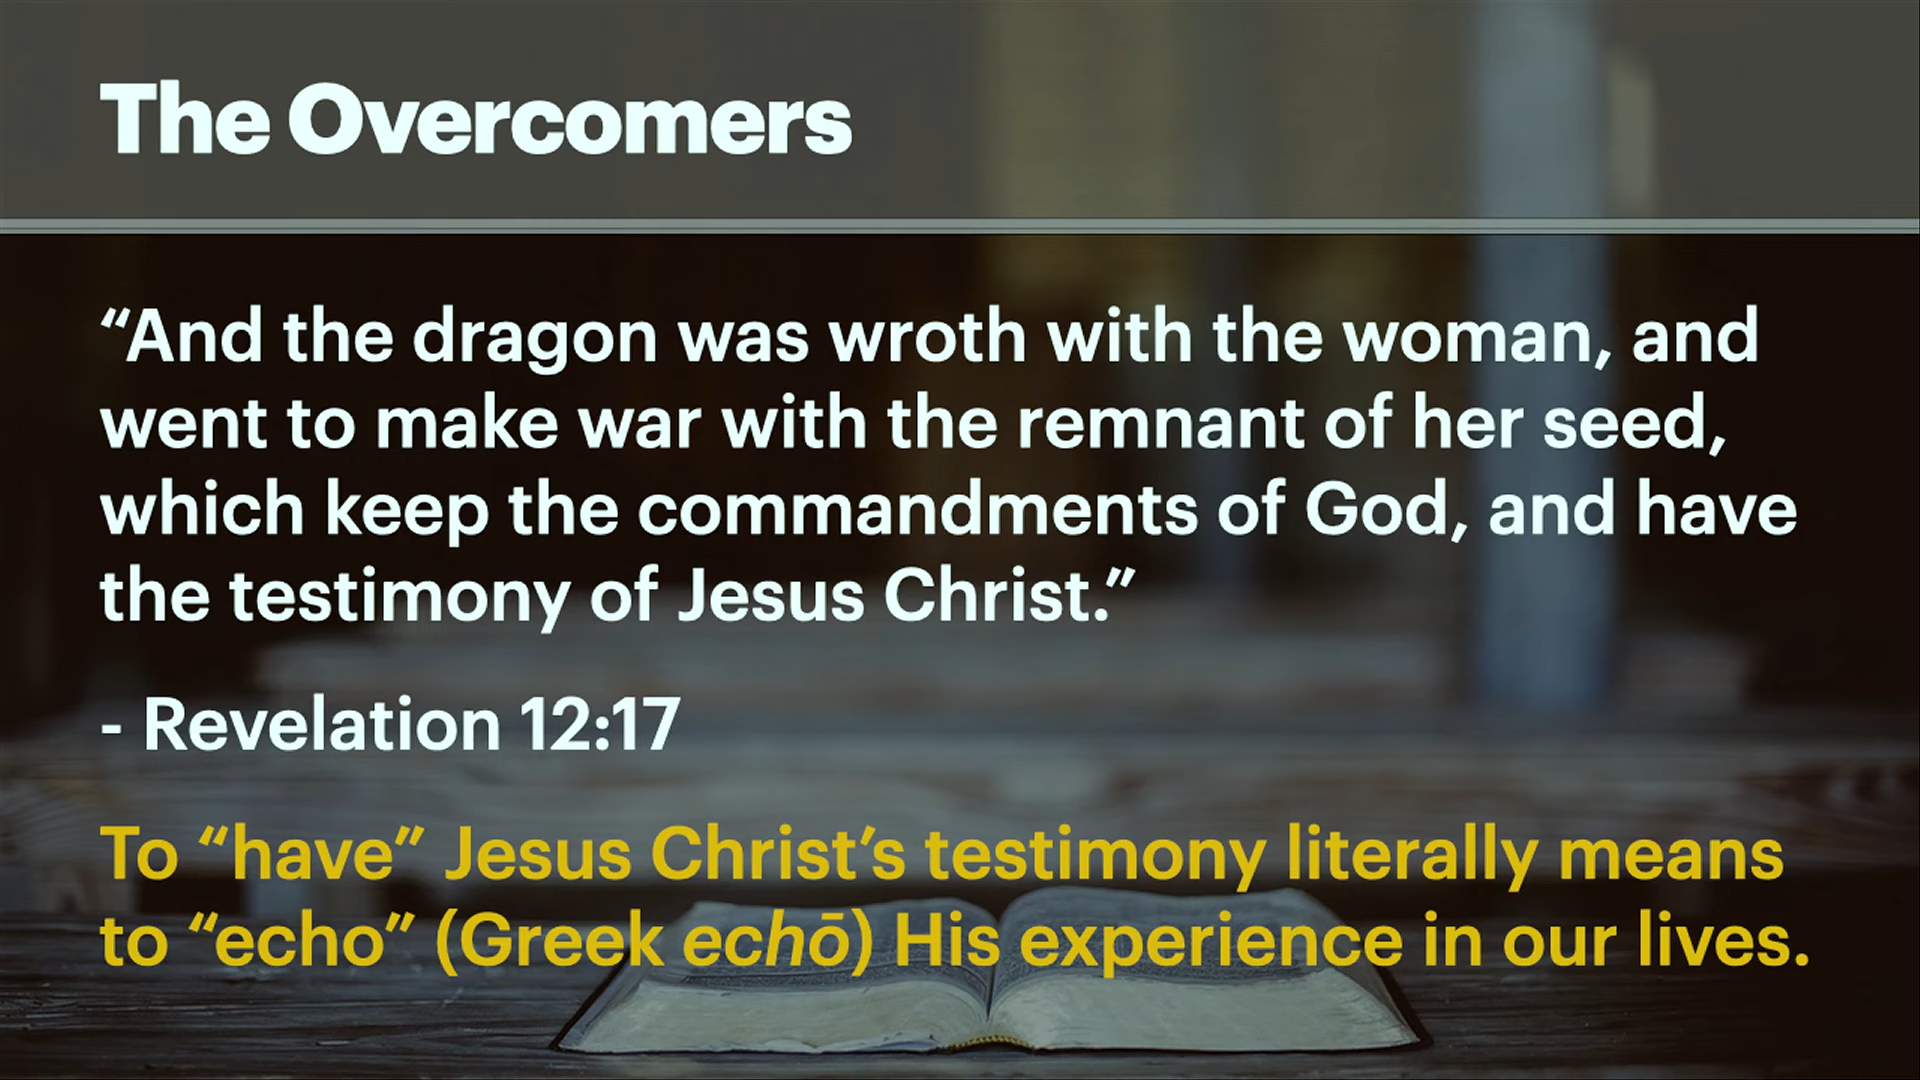 The Overcomers
“And the dragon was wroth with the woman, and
went to make war with the remnant of her seed,
which keep the commandments of God, and have
the testimony of Jesus Christ.”
- Revelation 12:17
To “have” Jesus Christ’s testimony literally means
to “echo” (Greek echō) His experience in our lives.